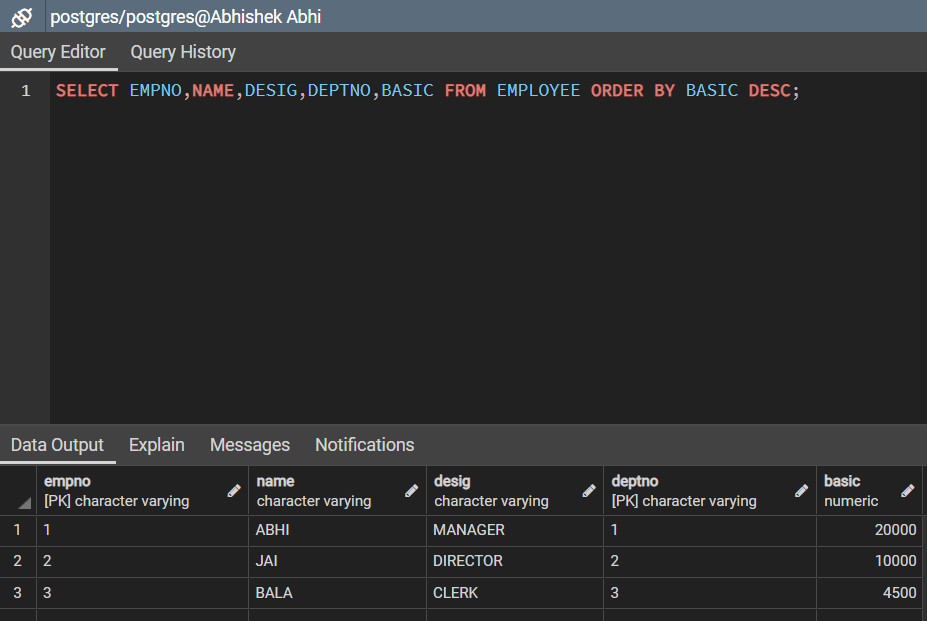 postgres/postgres@Abhishek Abhi
Query Editor Query History
1 SELECT EMPNO,NAME,DESIG,DEPTNO,BASIC FROM EMPLOYEE ORDER BY BASIC DESC;
Data Output Explain Messages Notifications
empno name desig deptno basic
[PK] character varying character varying character varying [PK] character varying numeric
1 1 ABHI MANAGER 1 20000
2 2 JAI DIRECTOR 2 10000
3 3 BALA CLERK 3 4500